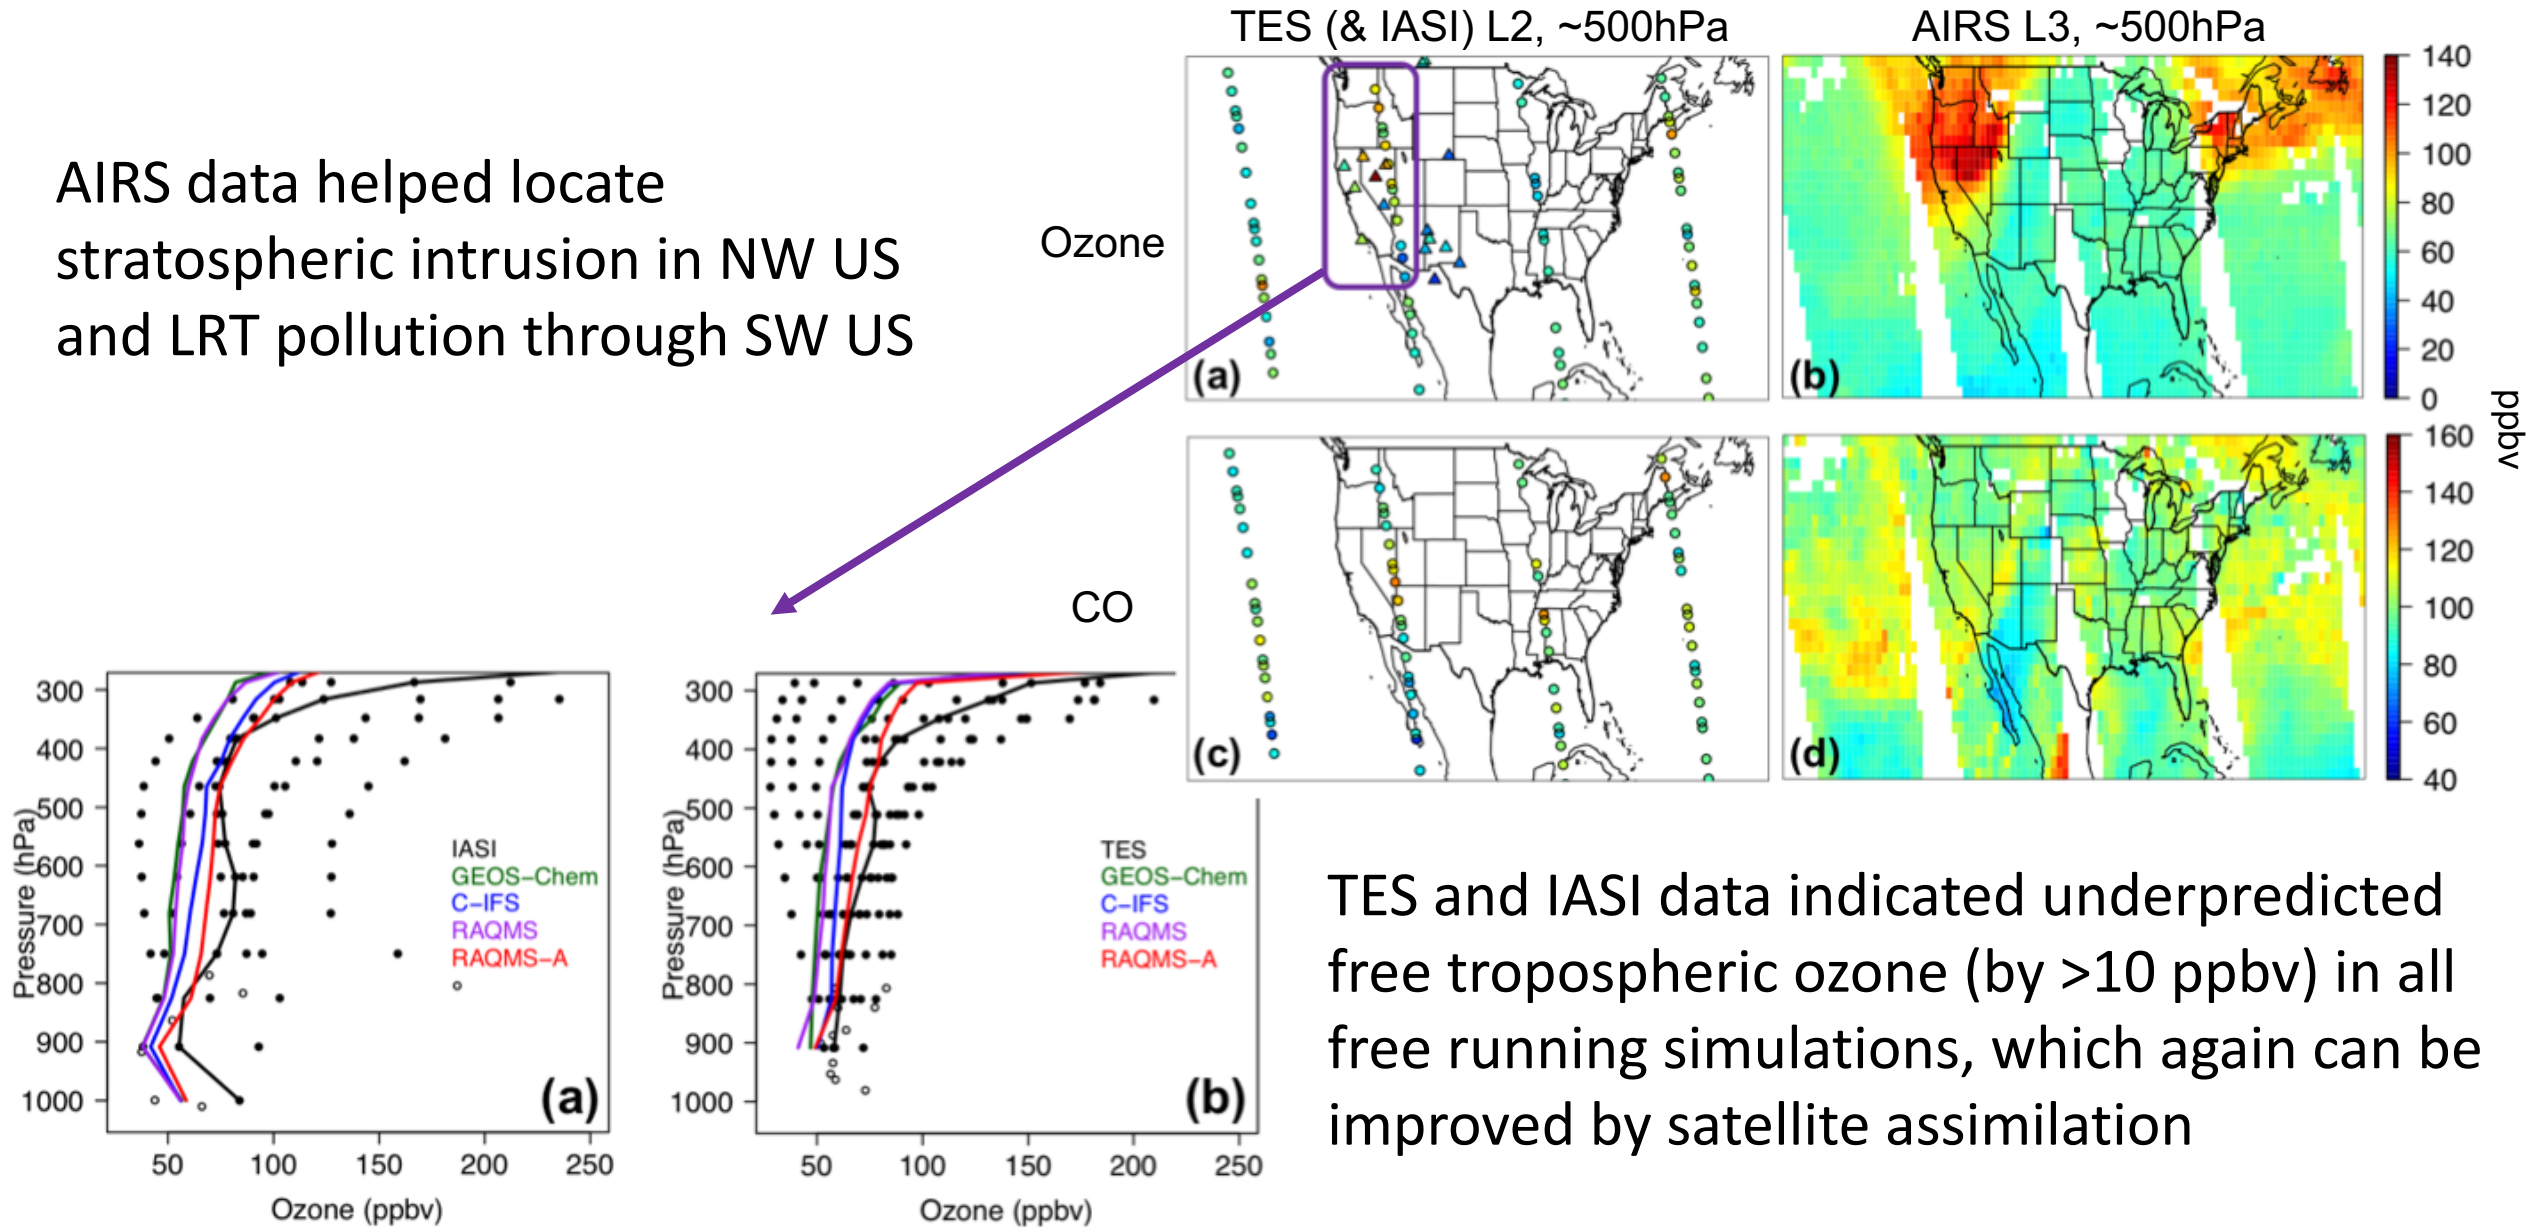 TES (& IASI) L2, ~500hPa
AIRS L3, ~500hPa
AIRS data helped locate
stratospheric intrusion in NW US
and LRT pollution through SW US
Ozone
(a)
(b)
140
120
100
80
60
40
20
0
ppbv
CO
(c)
(d)
160
140
120
100
80
60
40
Pressure (hPa)
300
400
500
600
700
800
900
1000
IASI
GEOS-Chem
C-IFS
RAQMS
RAQMS-A
(a)
50 100 150 200 250
Ozone (ppbv)
Pressure (hPa)
300
400
500
600
700
800
900
1000
TES
GEOS-Chem
C-IFS
RAQMS
RAQMS-A
(b)
50 100 150 200 250
Ozone (ppbv)
TES and IASI data indicated underpredicted
free tropospheric ozone (by >10 ppbv) in all
free running simulations, which again can be
improved by satellite assimilation